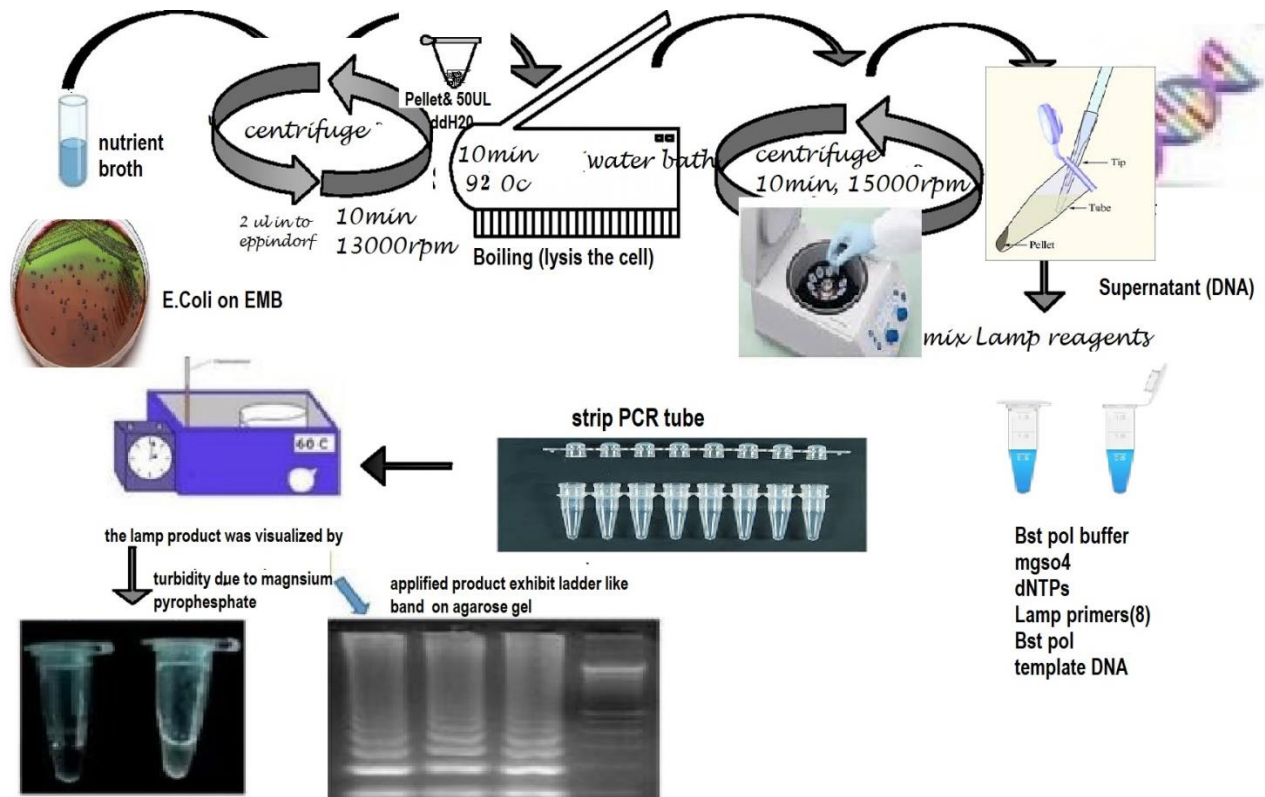 nutrient
broth
E.Coli on EMB
centrifuge
2 ul in to
eppindorf
10min
13000rpm
Pellet& 50UL
ddH20
10min
92 0c
water bath
Boiling (lysis the cell)
centrifuge
10min, 15000rpm
Tip
Tube
Pellet
Supernatant (DNA)
mix Lamp reagents
Bst pol buffer
mgso4
dNTPs
Lamp primers(8)
Bst pol
template DNA
strip PCR tube
60 C
the lamp product was visualized by
turbidity due to magnsium
pyrophesphate
applified product exhibit ladder like
band on agarose gel